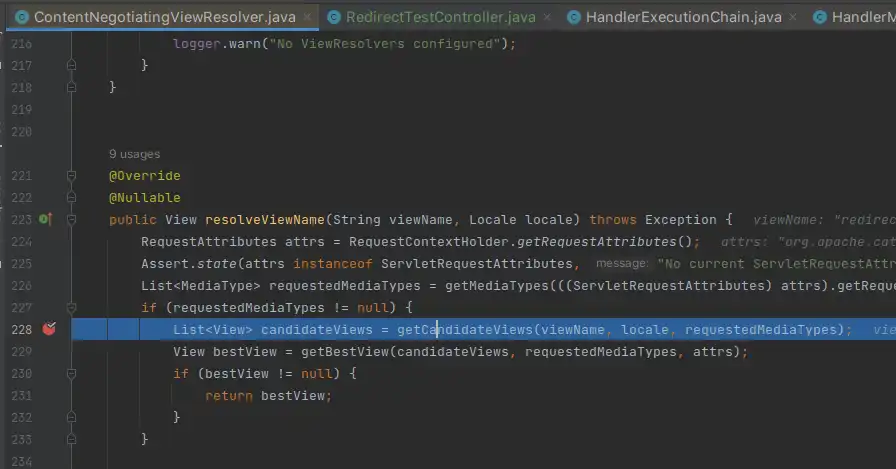 ContentNegotiatingViewResolver.java × RedirectTestController.java × HandlerExecutionChain.java × HandlerM
216 logger.warn("No ViewResolvers configured");
217 }
218 }
219
220
9 usages
221 @Override
222 @Nullable
223 public View resolveViewName(String viewName, Locale locale) throws Exception { viewName: "redirec
224 RequestAttributes attrs = RequestContextHolder.getRequestAttributes(); attrs: "org.apache.cat
225 Assert.state(attrs instanceof ServletRequestAttributes, message: "No current ServletRequestAttr
226 List<MediaType> requestedMediaTypes = getMediaTypes(((ServletRequestAttributes) attrs).getReque
227 if (requestedMediaTypes != null) {
228 List<View> candidateViews = getCandidateViews(viewName, locale, requestedMediaTypes); vie
229 View bestView = getBestView(candidateViews, requestedMediaTypes, attrs);
230 if (bestView != null) {
231 return bestView;
232 }
233 }
234